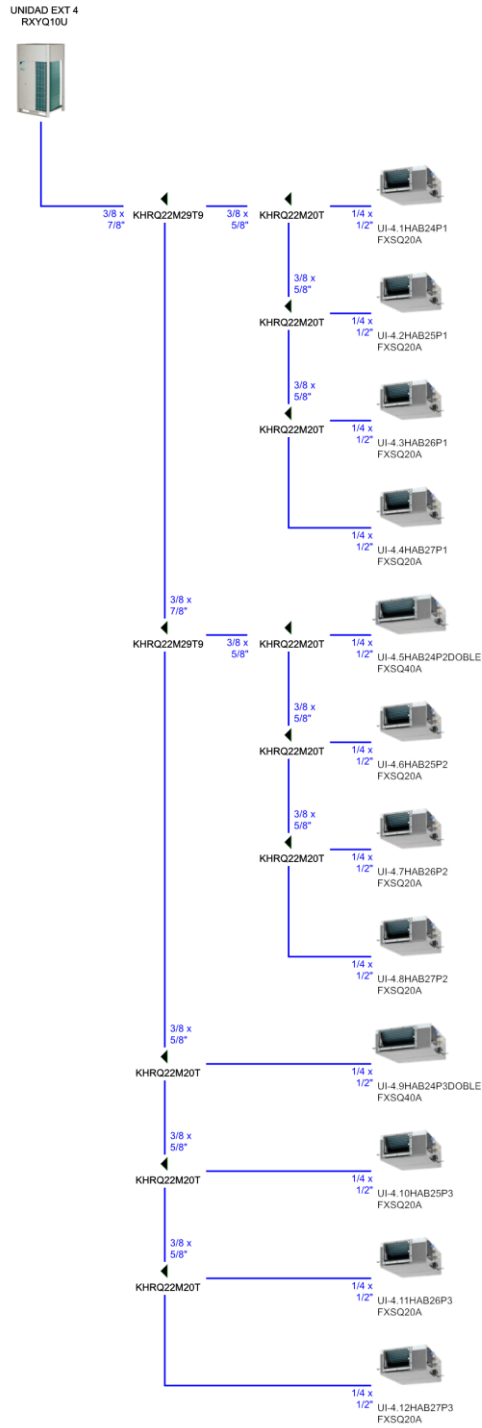 UNIDAD EXT 4
RXYQ10U
3/8 x
7/8"
KHRQ22M29T9
3/8 x
5/8"
KHRQ22M20T
1/4 x
1/2"
UI-4.1HAB24P1
FXSQ20A
3/8 x
5/8"
KHRQ22M20T
1/4 x
1/2"
UI-4.2HAB25P1
FXSQ20A
3/8 x
5/8"
KHRQ22M20T
1/4 x
1/2"
UI-4.3HAB26P1
FXSQ20A
1/4 x
1/2"
UI-4.4HAB27P1
FXSQ20A
3/8 x
7/8"
KHRQ22M29T9
3/8 x
5/8"
KHRQ22M20T
1/4 x
1/2"
UI-4.5HAB24P2DOBLE
FXSQ40A
3/8 x
5/8"
KHRQ22M20T
1/4 x
1/2"
UI-4.6HAB25P2
FXSQ20A
3/8 x
5/8"
KHRQ22M20T
1/4 x
1/2"
UI-4.7HAB26P2
FXSQ20A
1/4 x
1/2"
UI-4.8HAB27P2
FXSQ20A
3/8 x
5/8"
KHRQ22M20T
1/4 x
1/2"
UI-4.9HAB24P3DOBLE
FXSQ40A
3/8 x
5/8"
KHRQ22M20T
1/4 x
1/2"
UI-4.10HAB25P3
FXSQ20A
3/8 x
5/8"
KHRQ22M20T
1/4 x
1/2"
UI-4.11HAB26P3
FXSQ20A
1/4 x
1/2"
UI-4.12HAB27P3
FXSQ20A